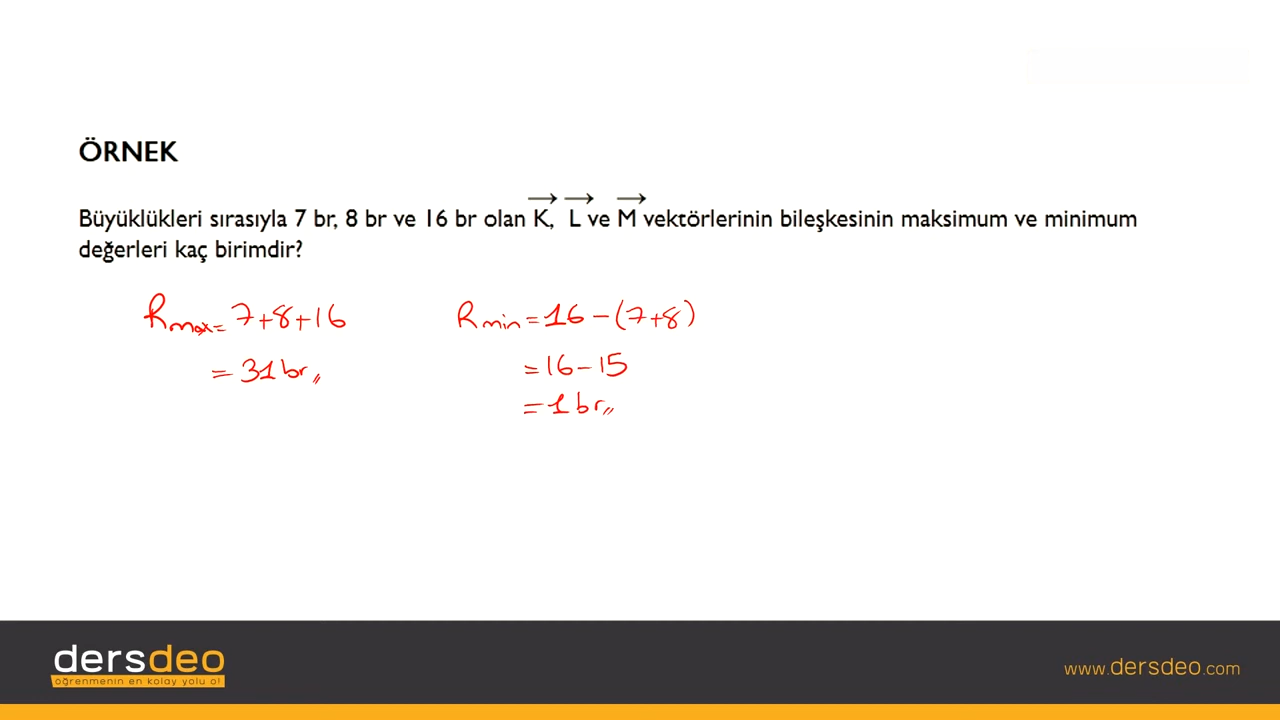 ÖRNEK
Büyüklükleri sırasıyla 7 br, 8 br ve 16 br olan K, L ve M vektörlerinin bileşkesinin maksimum ve minimum
değerleri kaç birimdir?
Rmax = 7+8+16
= 31 br,,
Rmin = 16 - (7+8)
= 16 - 15
= 1 br,,
dersdeo
öğrenmenin en kolay yolu o!
www.dersdeo.com